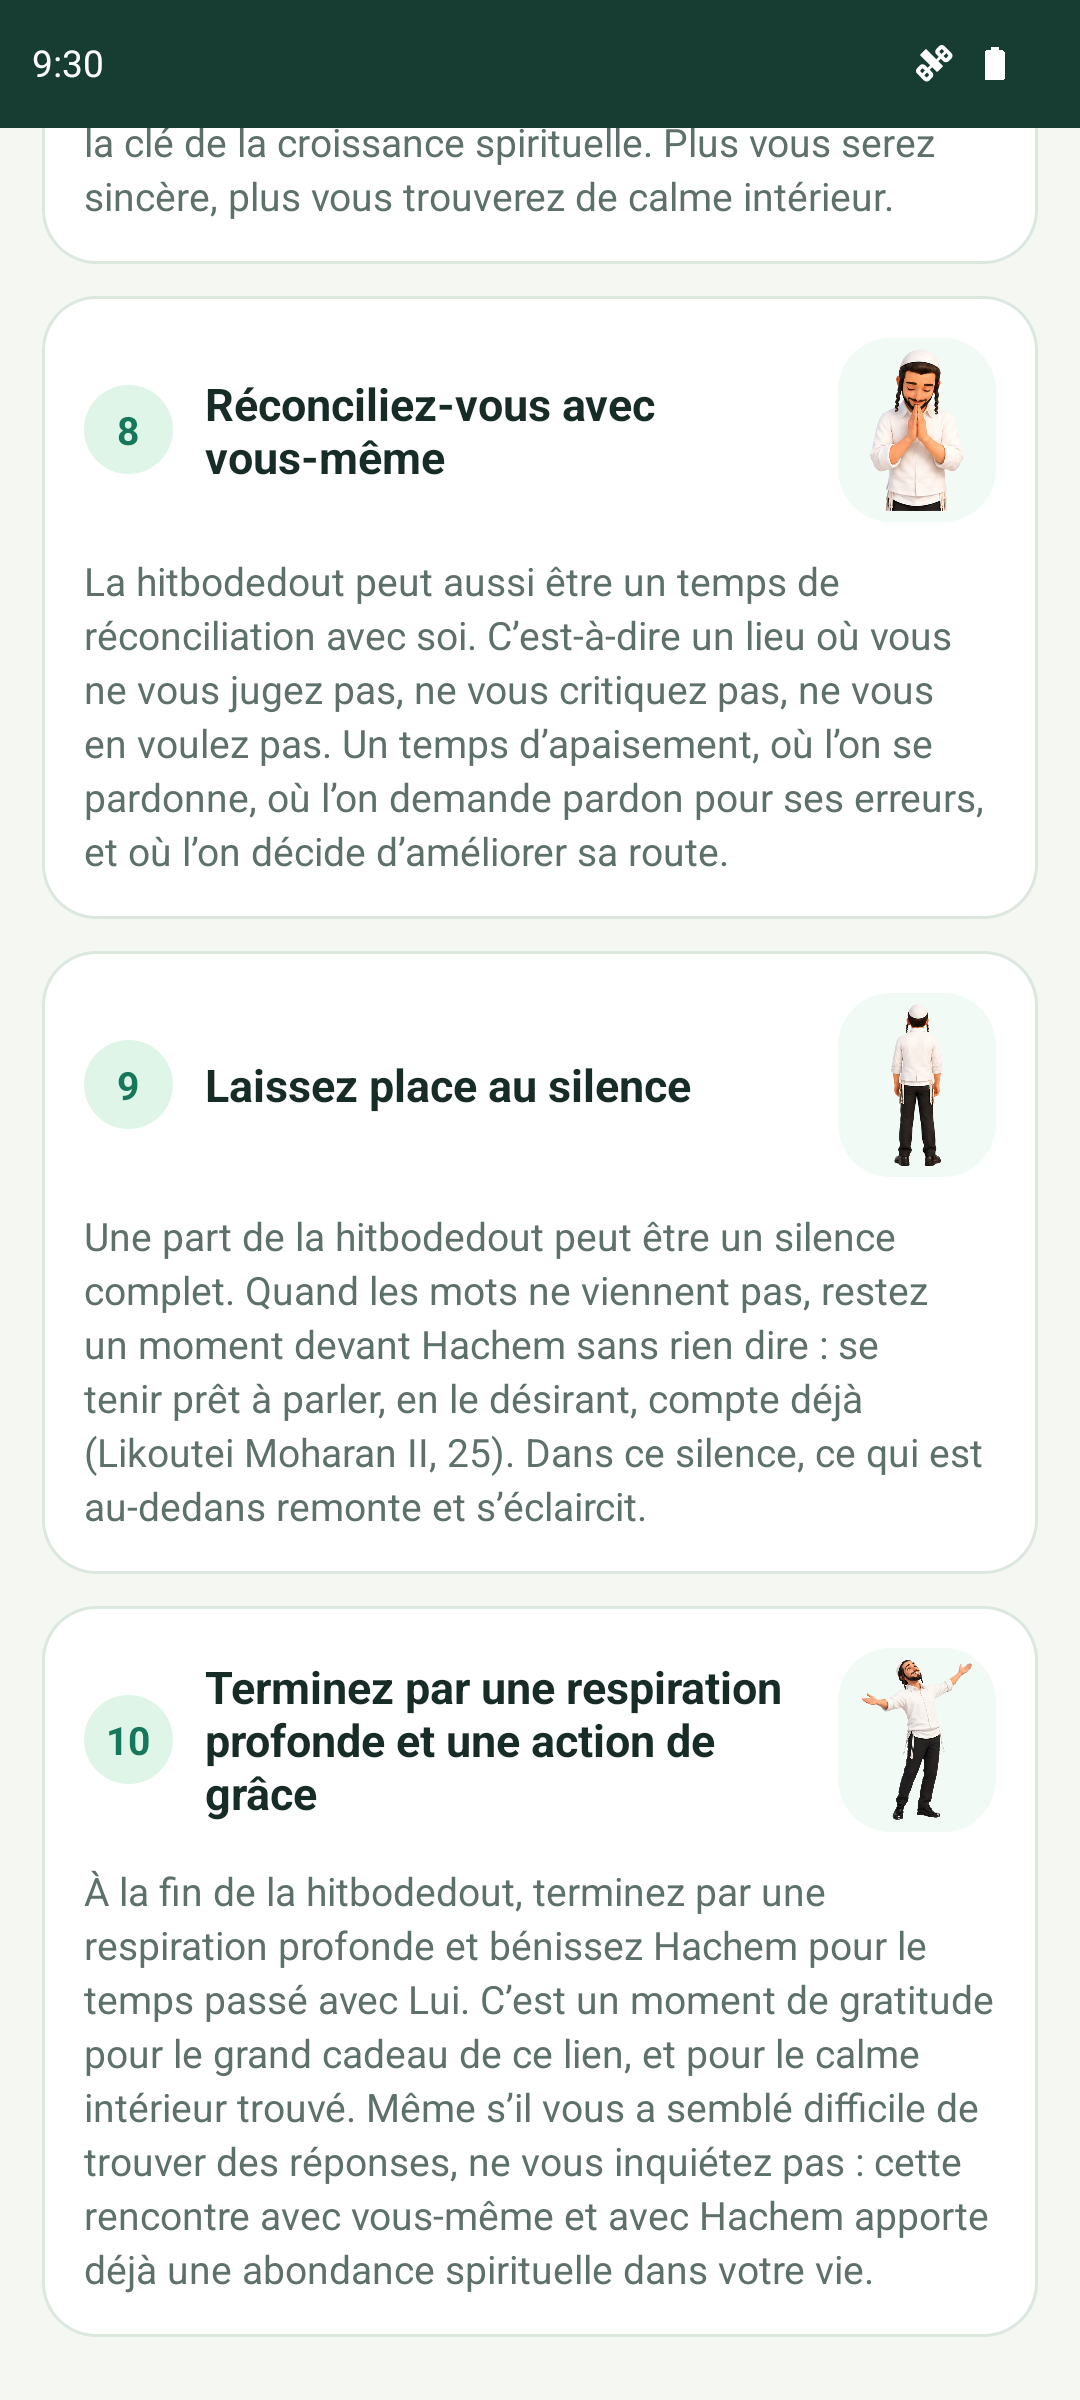 9:30
la clé de la croissance spirituelle. Plus vous serez
sincère, plus vous trouverez de calme intérieur.
8
Réconciliez-vous avec
vous-même
La hitbodedout peut aussi être un temps de
réconciliation avec soi. C’est-à-dire un lieu où vous
ne vous jugez pas, ne vous critiquez pas, ne vous
en voulez pas. Un temps d’apaisement, où l’on se
pardonne, où l’on demande pardon pour ses erreurs,
et où l’on décide d’améliorer sa route.
9
Laissez place au silence
Une part de la hitbodedout peut être un silence
complet. Quand les mots ne viennent pas, restez
un moment devant Hachem sans rien dire : se
tenir prêt à parler, en le désirant, compte déjà
(Likoutei Moharan II, 25). Dans ce silence, ce qui est
au-dedans remonte et s’éclaircit.
10
Terminez par une respiration
profonde et une action de
grâce
À la fin de la hitbodedout, terminez par une
respiration profonde et bénissez Hachem pour le
temps passé avec Lui. C’est un moment de gratitude
pour le grand cadeau de ce lien, et pour le calme
intérieur trouvé. Même s’il vous a semblé difficile de
trouver des réponses, ne vous inquiétez pas : cette
rencontre avec vous-même et avec Hachem apporte
déjà une abondance spirituelle dans votre vie.